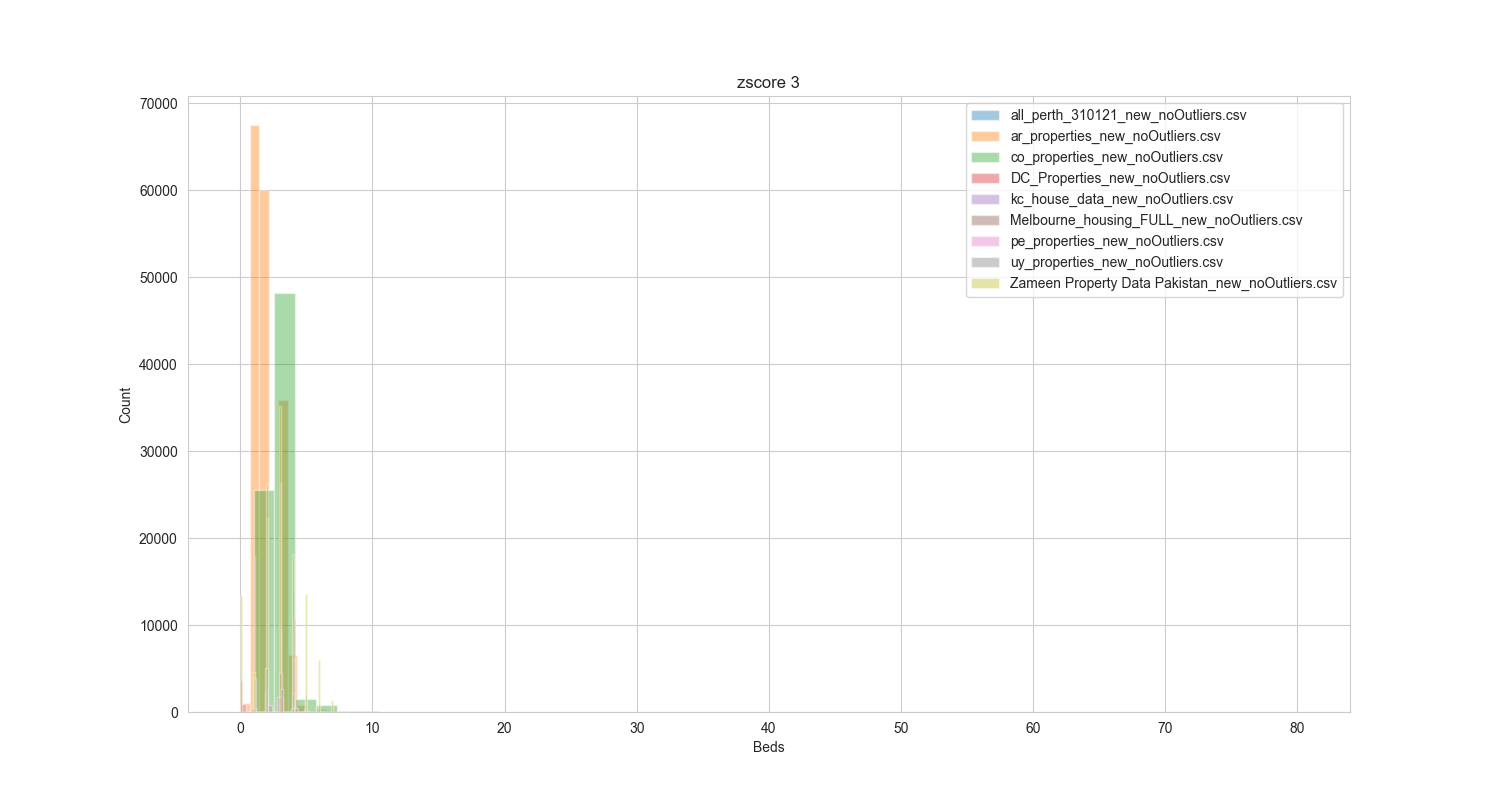 zscore 3
70000
60000
50000
40000
30000
20000
10000
0
Count
0 10 20 30 40 50 60 70 80
Beds
all_perth_310121_new_noOutliers.csv
ar_properties_new_noOutliers.csv
co_properties_new_noOutliers.csv
DC_Properties_new_noOutliers.csv
kc_house_data_new_noOutliers.csv
Melbourne_housing_FULL_new_noOutliers.csv
pe_properties_new_noOutliers.csv
uy_properties_new_noOutliers.csv
Zameen Property Data Pakistan_new_noOutliers.csv